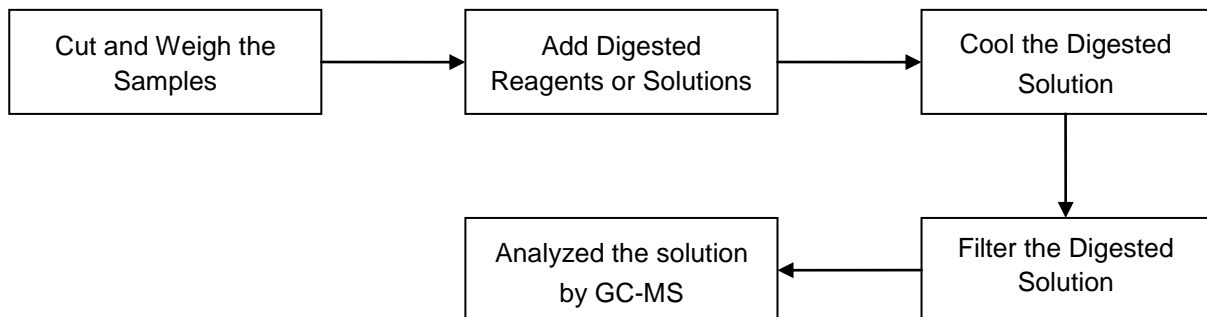 Cut and Weigh the
Samples
Add Digested
Reagents or Solutions
Cool the Digested
Solution
Filter the Digested
Solution
Analyzed the solution
by GC-MS